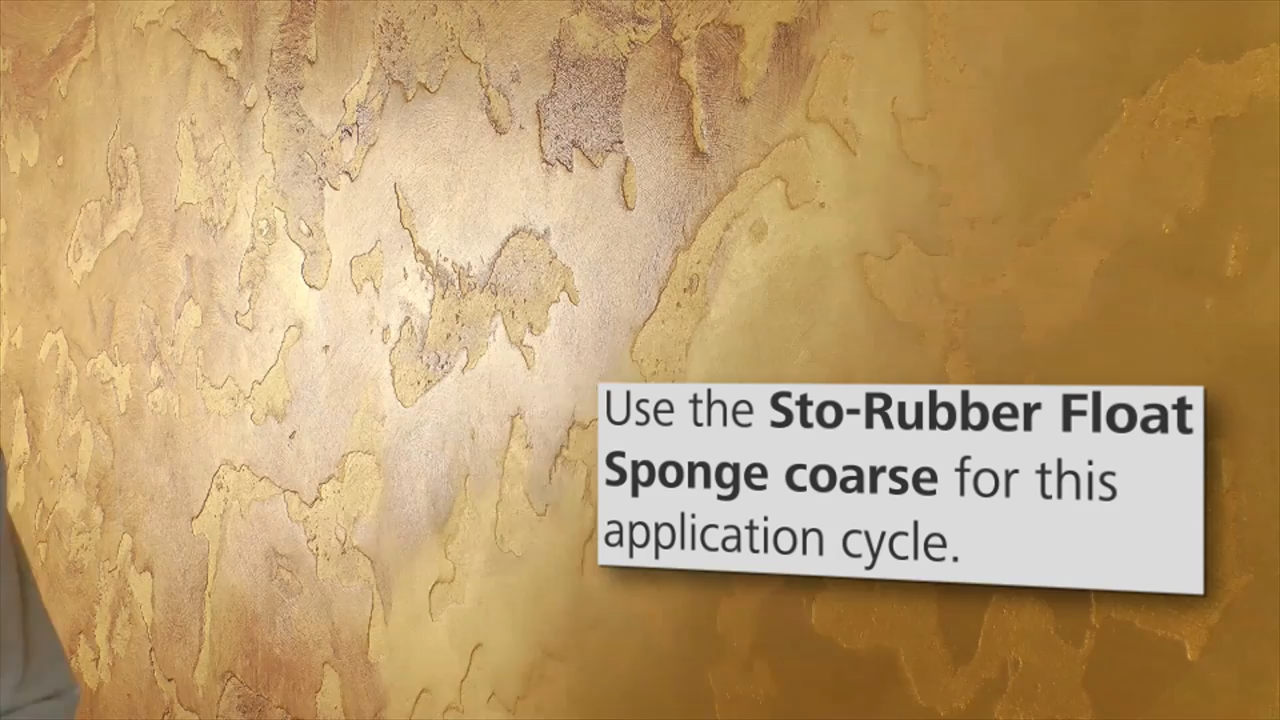 Use the Sto-Rubber Float
Sponge coarse for this
application cycle.